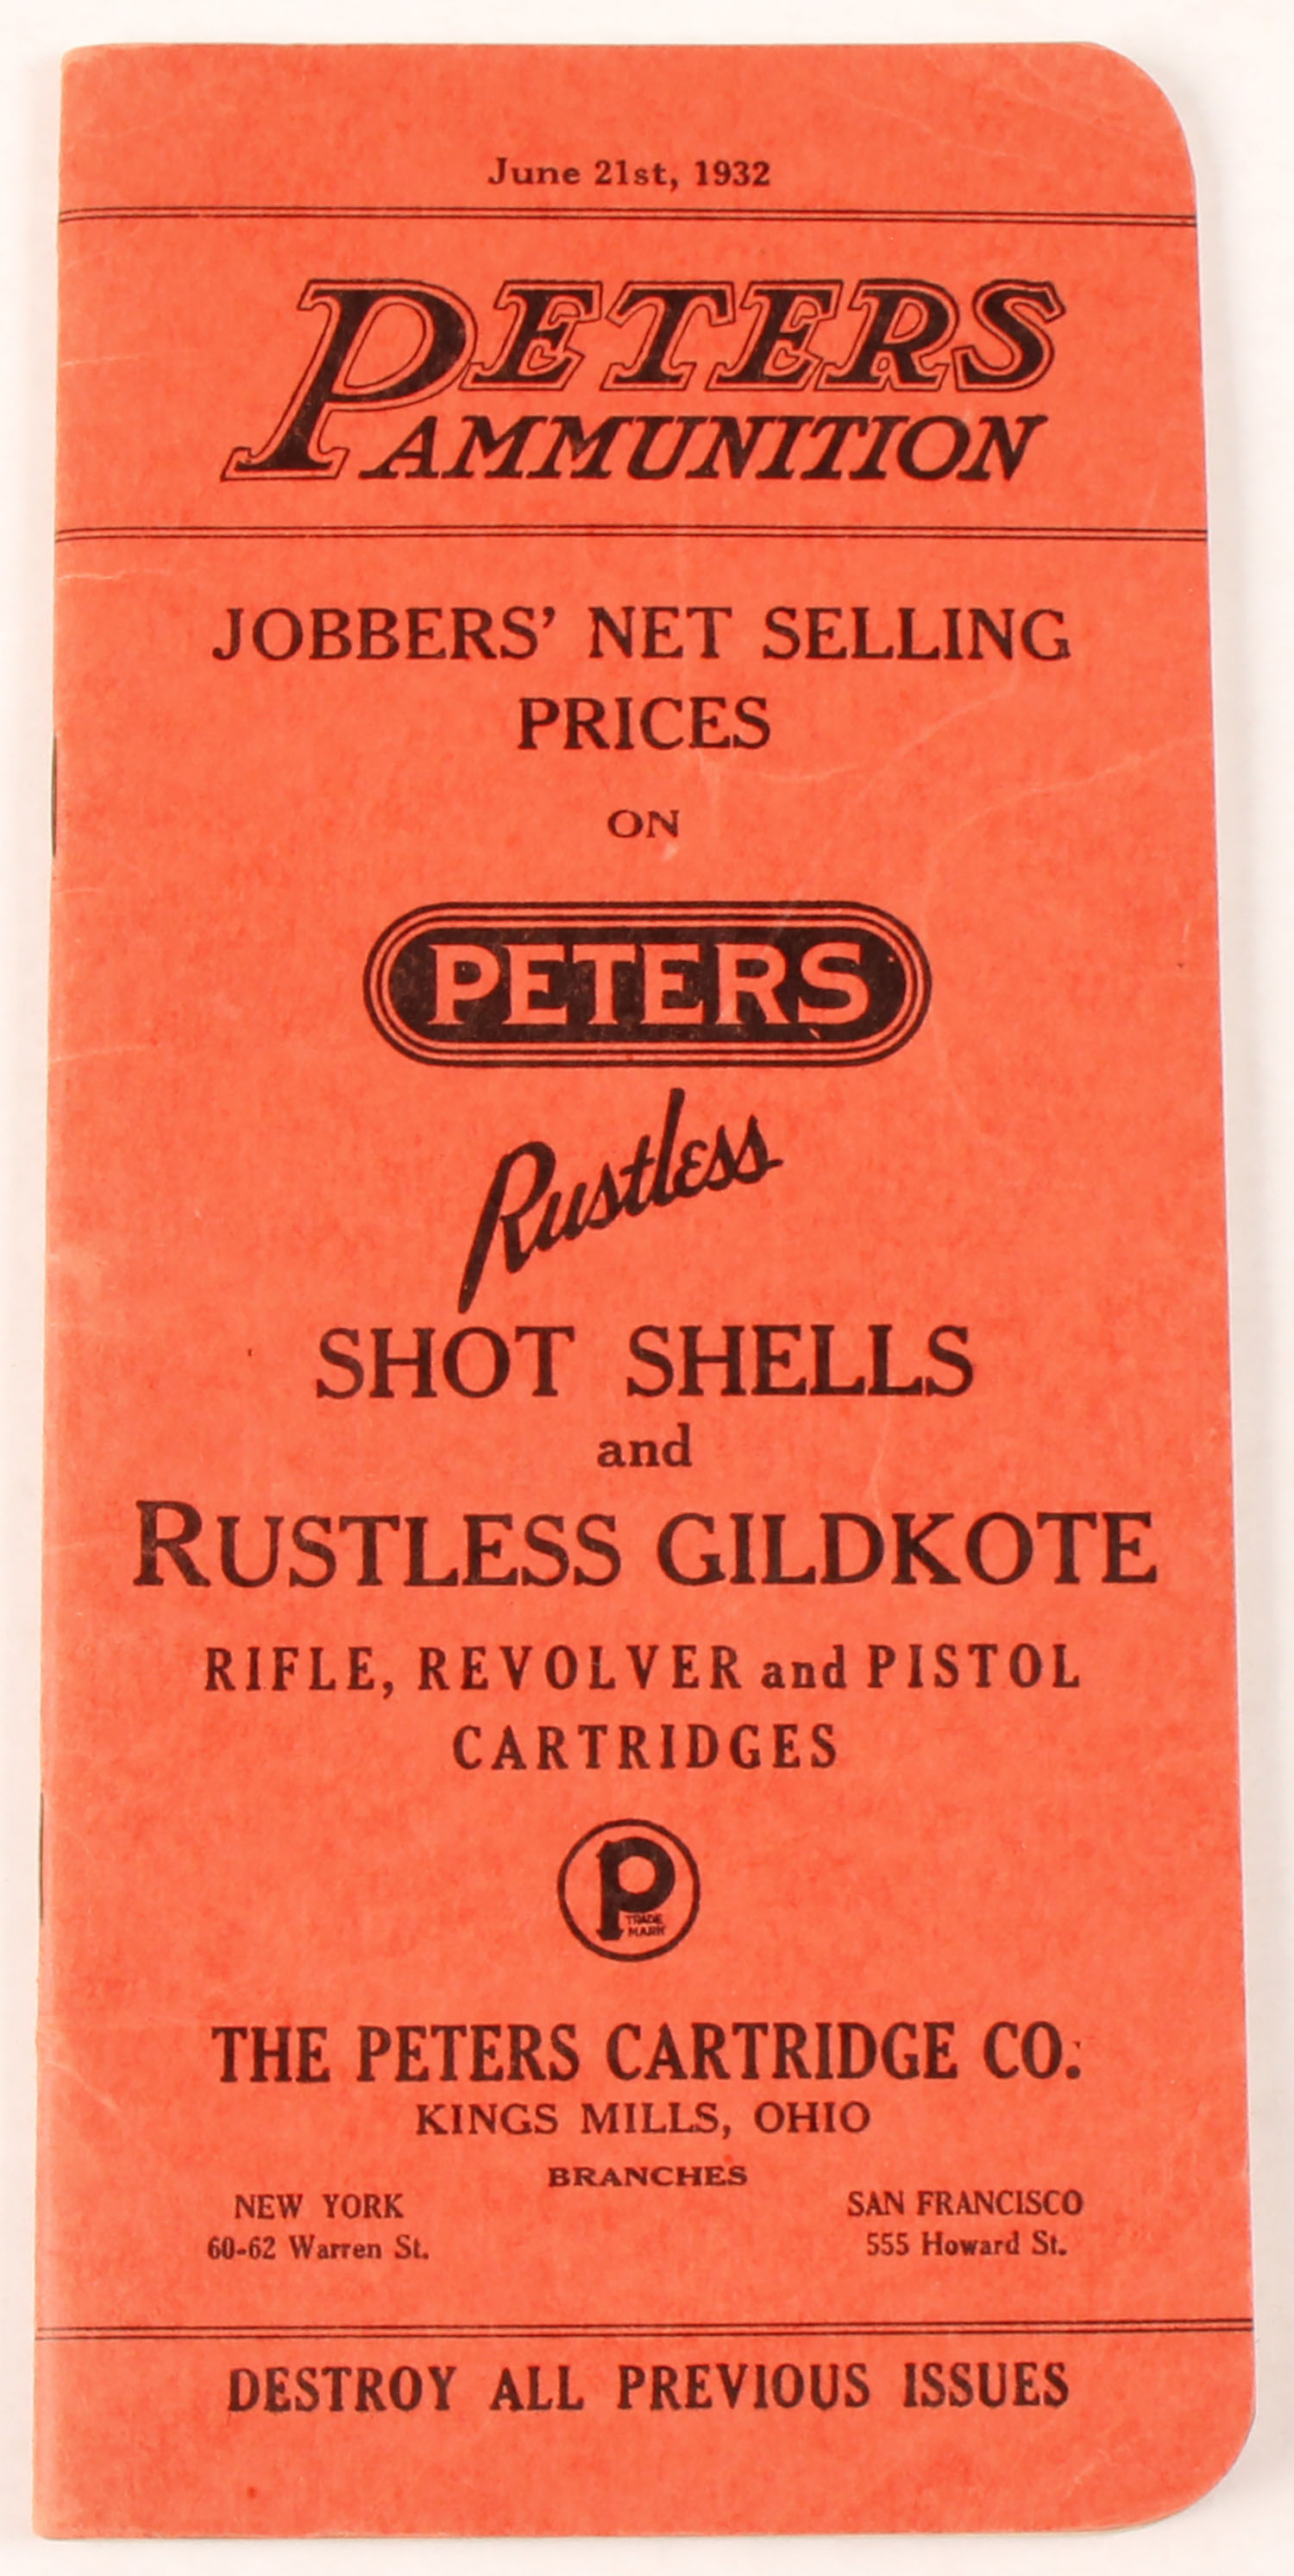 June 21st, 1932
PETERS
AMMUNITION
JOBBERS' NET SELLING
PRICES
ON
PETERS
Rustless
SHOT SHELLS
and
RUSTLESS GILDKOTE
RIFLE, REVOLVER and PISTOL
CARTRIDGES
P
TRADE
MARK
THE PETERS CARTRIDGE CO.
KINGS MILLS, OHIO
BRANCHES
NEW YORK SAN FRANCISCO
60-62 Warren St. 555 Howard St.
DESTROY ALL PREVIOUS ISSUES